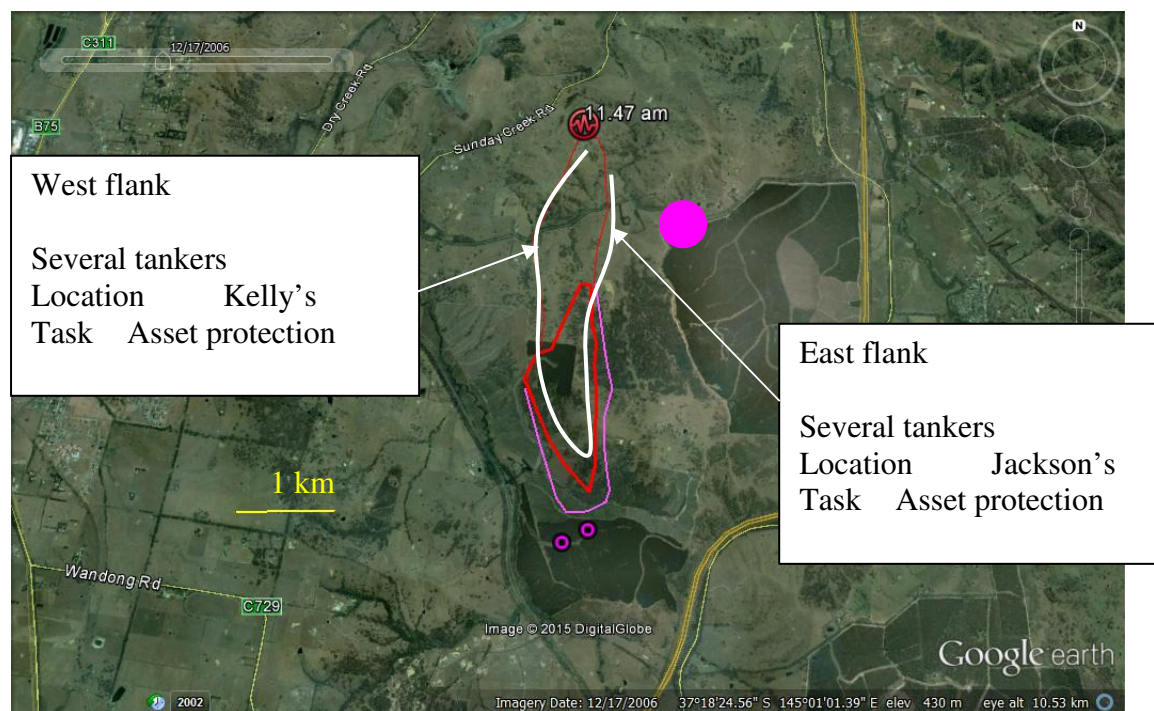 C311
12/17/2006
N
B75
Dry Creek Rd
Sunday Creek Rd
11.47 am
West flank
Several tankers
Location Kelly's
Task Asset protection
East flank
Several tankers
Location Jackson's
Task Asset protection
1 km
Wandong Rd
C729
Image © 2015 DigitalGlobe
Google earth
2002
Imagery Date: 12/17/2006 37°18'24.56" S 145°01'01.39" E elev 430 m eye alt 10.53 km